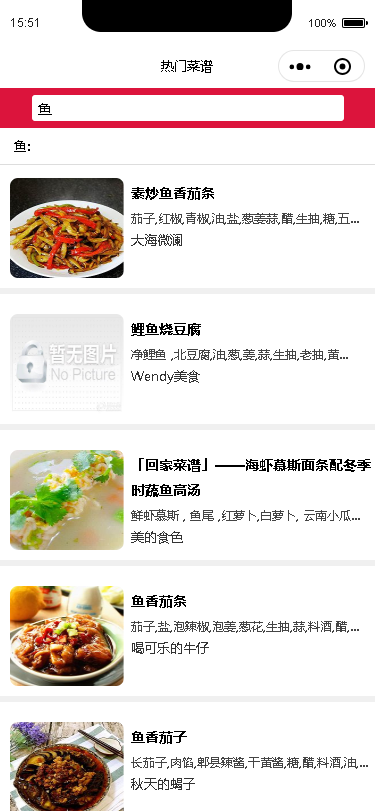 15:51
100%
热门菜谱
鱼
鱼:
素炒鱼香茄条
茄子,红椒,青椒,油,盐,葱姜蒜,醋,生抽,糖,五...
大海微澜
暂无图片
No Picture
鲤鱼烧豆腐
净鲤鱼 ,北豆腐,油,葱,姜,蒜,生抽,老抽,黄...
Wendy美食
「回家菜谱」——海虾慕斯面条配冬季
时蔬鱼高汤
鲜虾慕斯 , 鱼尾 ,红萝卜,白萝卜, 云南小瓜...
美的食色
鱼香茄条
茄子,盐,泡辣椒,泡姜,葱花,生抽,蒜,料酒,醋,...
喝可乐的牛仔
鱼香茄子
长茄子,肉馅,郫县辣酱,干黄酱,糖,醋,料酒,油,...
秋天的蝎子